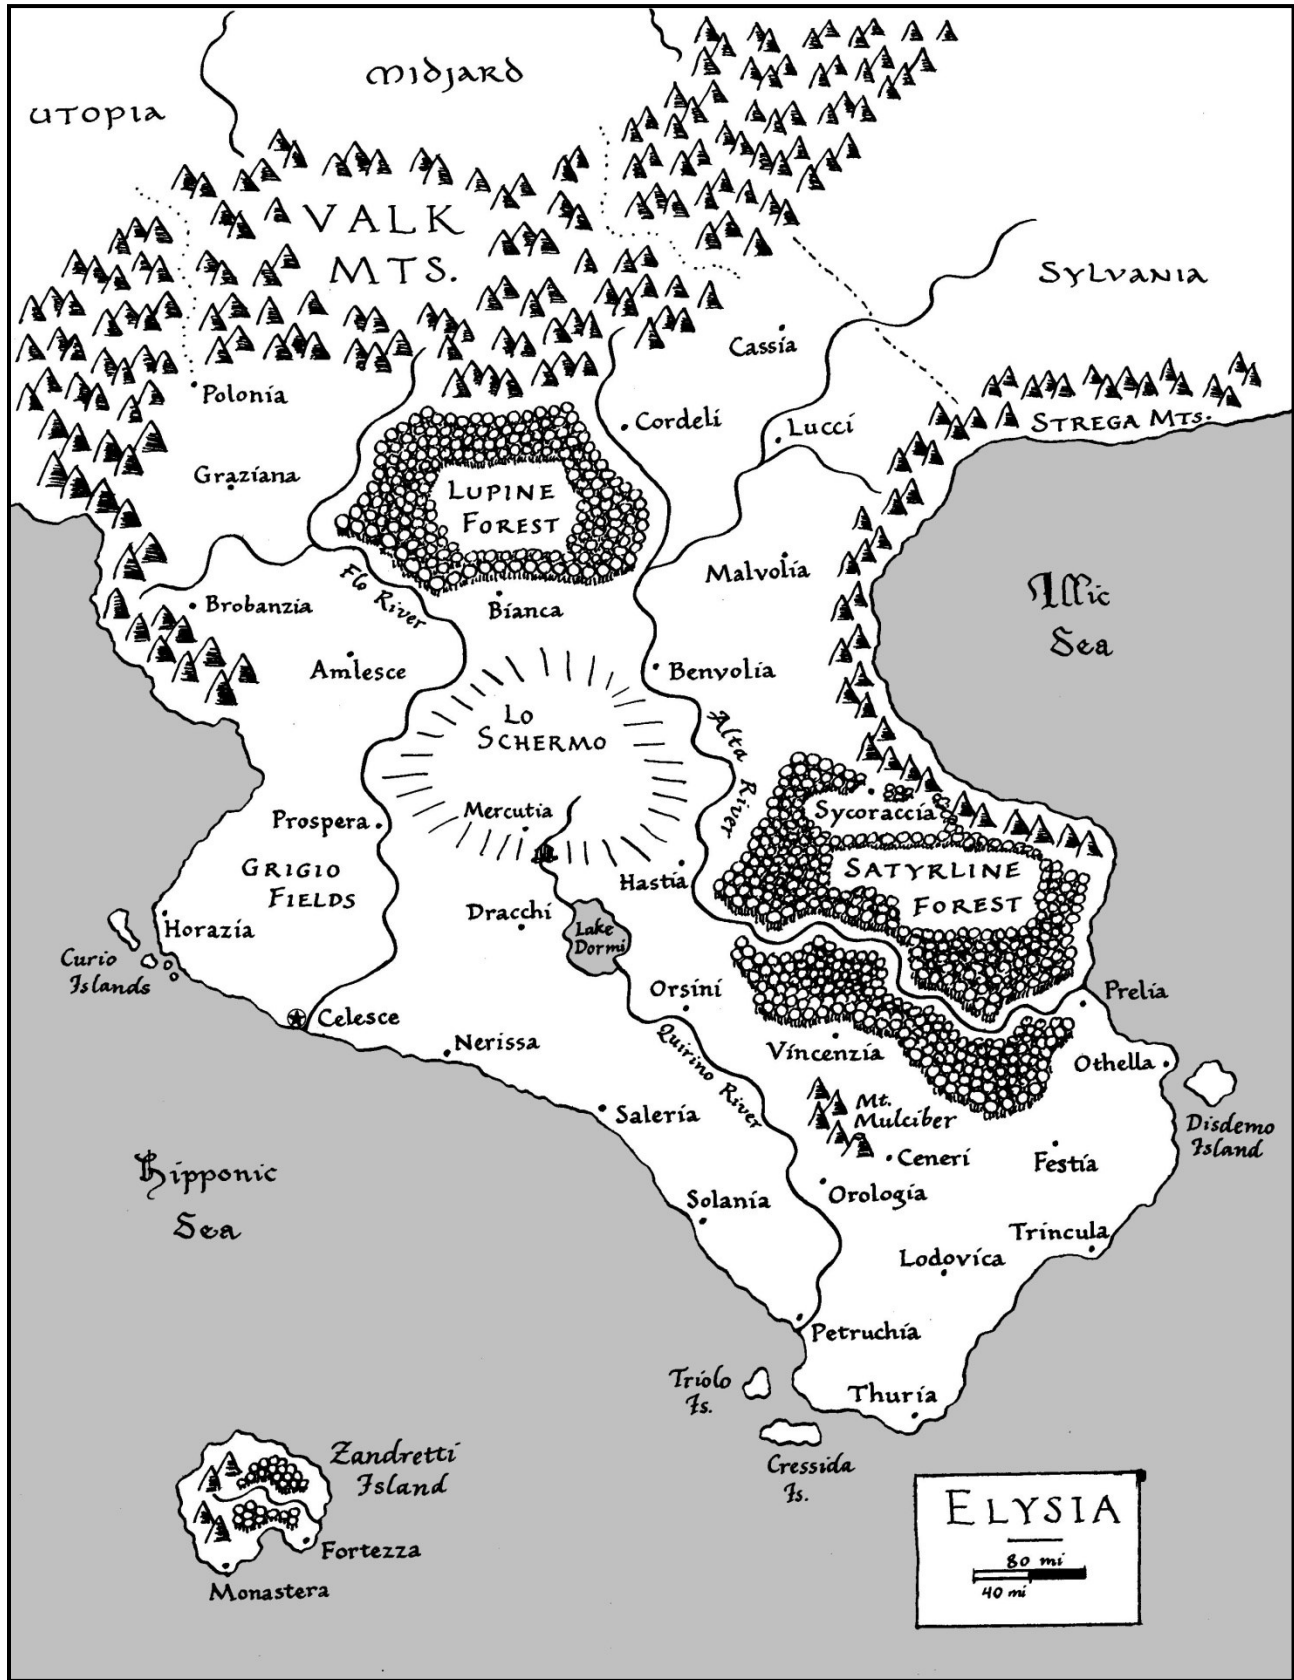 MIDJARD
UTOPIA
VALK
MTS.
SYLVANIA
Cassia
Polonia
Cordeli
Lucci
STREGA MTS.
Graziana
LUPINE
FOREST
Flo River
Malvolia
Illic
Sea
Brobanzia
Bianca
Amlesce
Benvolia
LO
SCHERMO
Alta River
Mercutia
Sycoraccia
Prospera
GRIGIO
FIELDS
Hastia
SATYRLINE
FOREST
Dracchi
Horazia
Lake
Dormi
Curio
Islands
Orsini
Prelia
Celesce
Nerissa
Quirino River
Vincenzia
Othella
Mt.
Mulciber
Saleria
Disdemo
Island
Ceneri
Festia
Hipponic
Sea
Orologia
Solania
Trincula
Lodovica
Petruchia
Triolo
Is.
Thuria
Cressida
Is.
Zandretti
Island
Fortezza
Monastera
ELYSIA
80 mi
40 mi